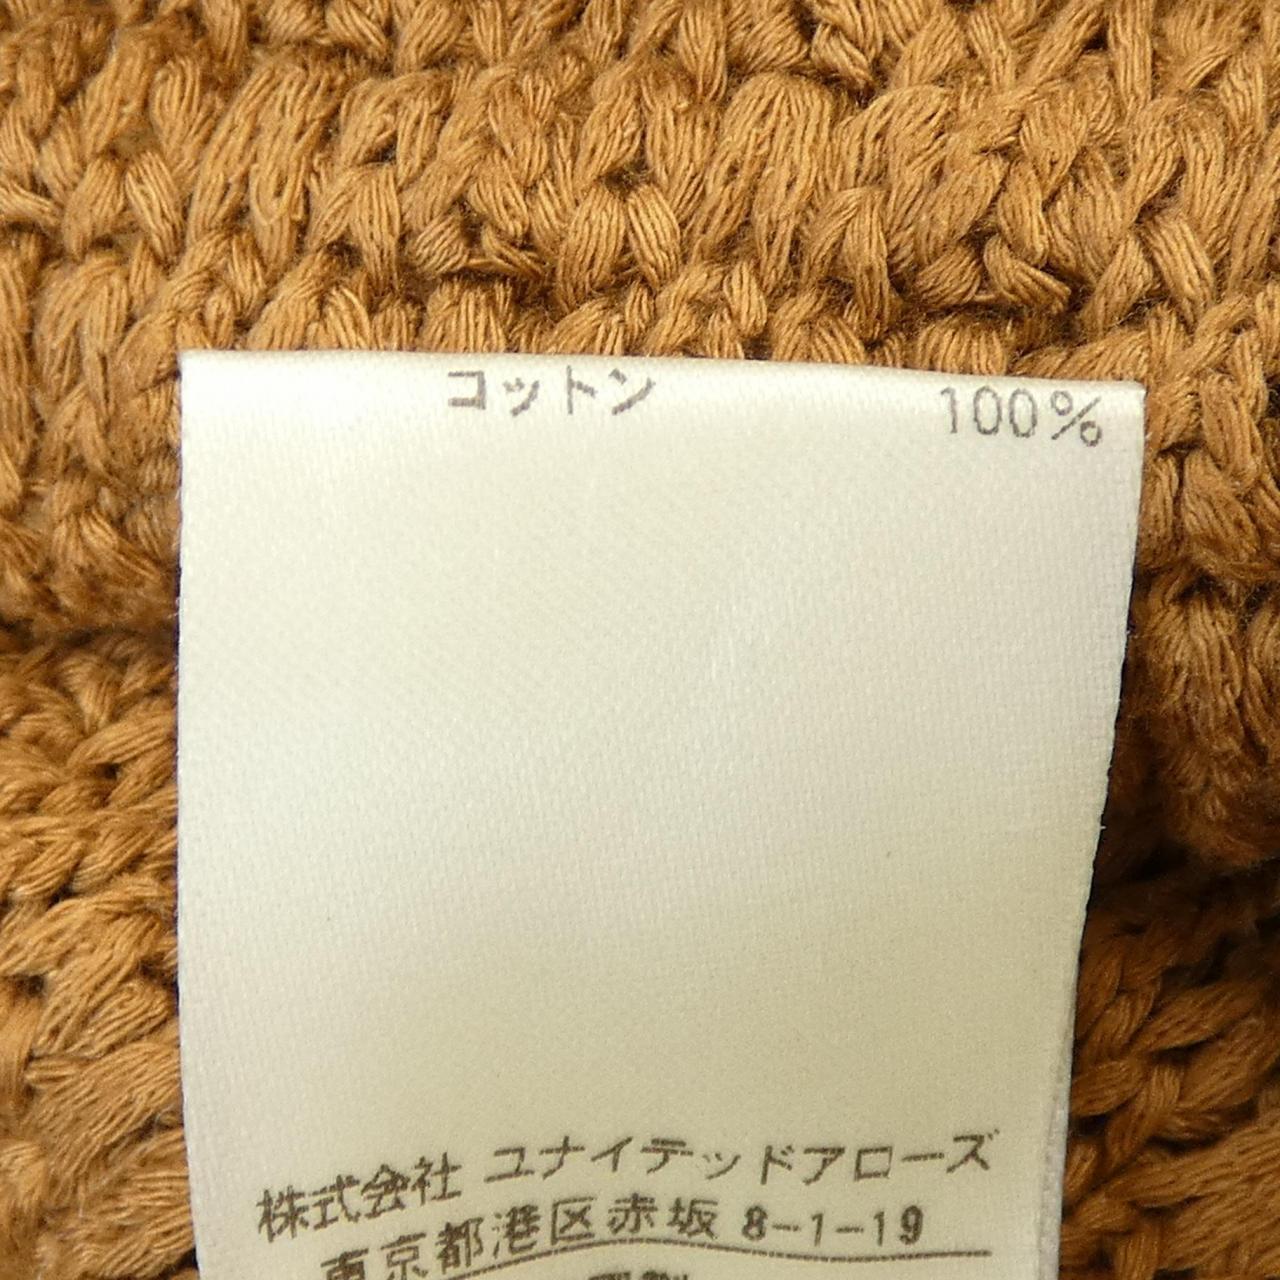 コットン 100%
株式会社 ユナイテッドアローズ
東京都港区赤坂 8-1-19